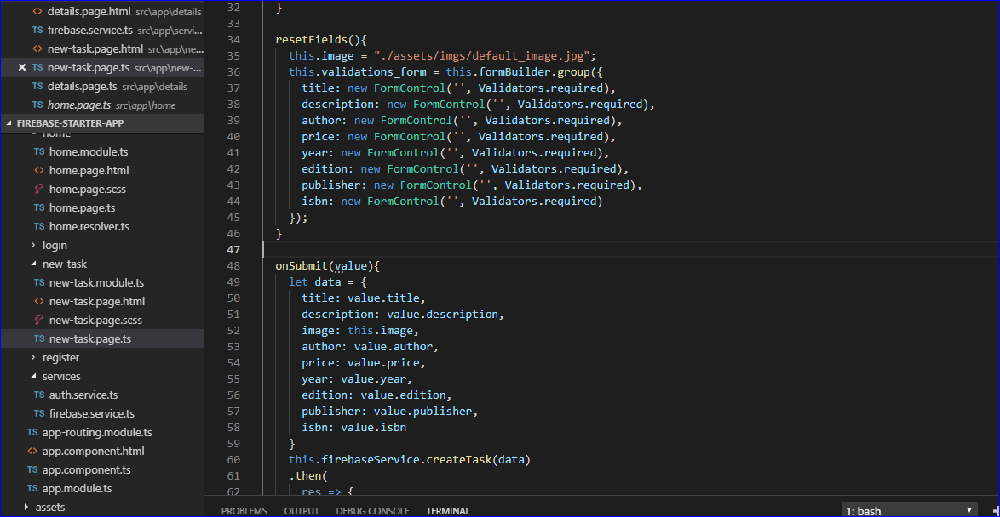 <> details.page.html src\app\details
TS firebase.service.ts src\app\servi...
<> new-task.page.html src\app\ne...
× TS new-task.page.ts src\app\new-...
TS details.page.ts src\app\details
TS home.page.ts src\app\home
FIREBASE-STARTER-APP
home
TS home.module.ts
<> home.page.html
home.page.scss
TS home.page.ts
TS home.resolver.ts
login
new-task
TS new-task.module.ts
<> new-task.page.html
new-task.page.scss
TS new-task.page.ts
register
services
TS auth.service.ts
TS firebase.service.ts
TS app-routing.module.ts
<> app.component.html
TS app.component.ts
TS app.module.ts
assets
32 }
33
34 resetFields(){
35 this.image = "./assets/imgs/default_image.jpg";
36 this.validations_form = this.formBuilder.group({
37 title: new FormControl('', Validators.required),
38 description: new FormControl('', Validators.required),
39 author: new FormControl('', Validators.required),
40 price: new FormControl('', Validators.required),
41 year: new FormControl('', Validators.required),
42 edition: new FormControl('', Validators.required),
43 publisher: new FormControl('', Validators.required),
44 isbn: new FormControl('', Validators.required)
45 });
46 }
47
48 onSubmit(value){
49 let data = {
50 title: value.title,
51 description: value.description,
52 image: this.image,
53 author: value.author,
54 price: value.price,
55 year: value.year,
56 edition: value.edition,
57 publisher: value.publisher,
58 isbn: value.isbn
59 }
60 this.firebaseService.createTask(data)
61 .then(
62 res => {
PROBLEMS OUTPUT DEBUG CONSOLE TERMINAL 1: bash